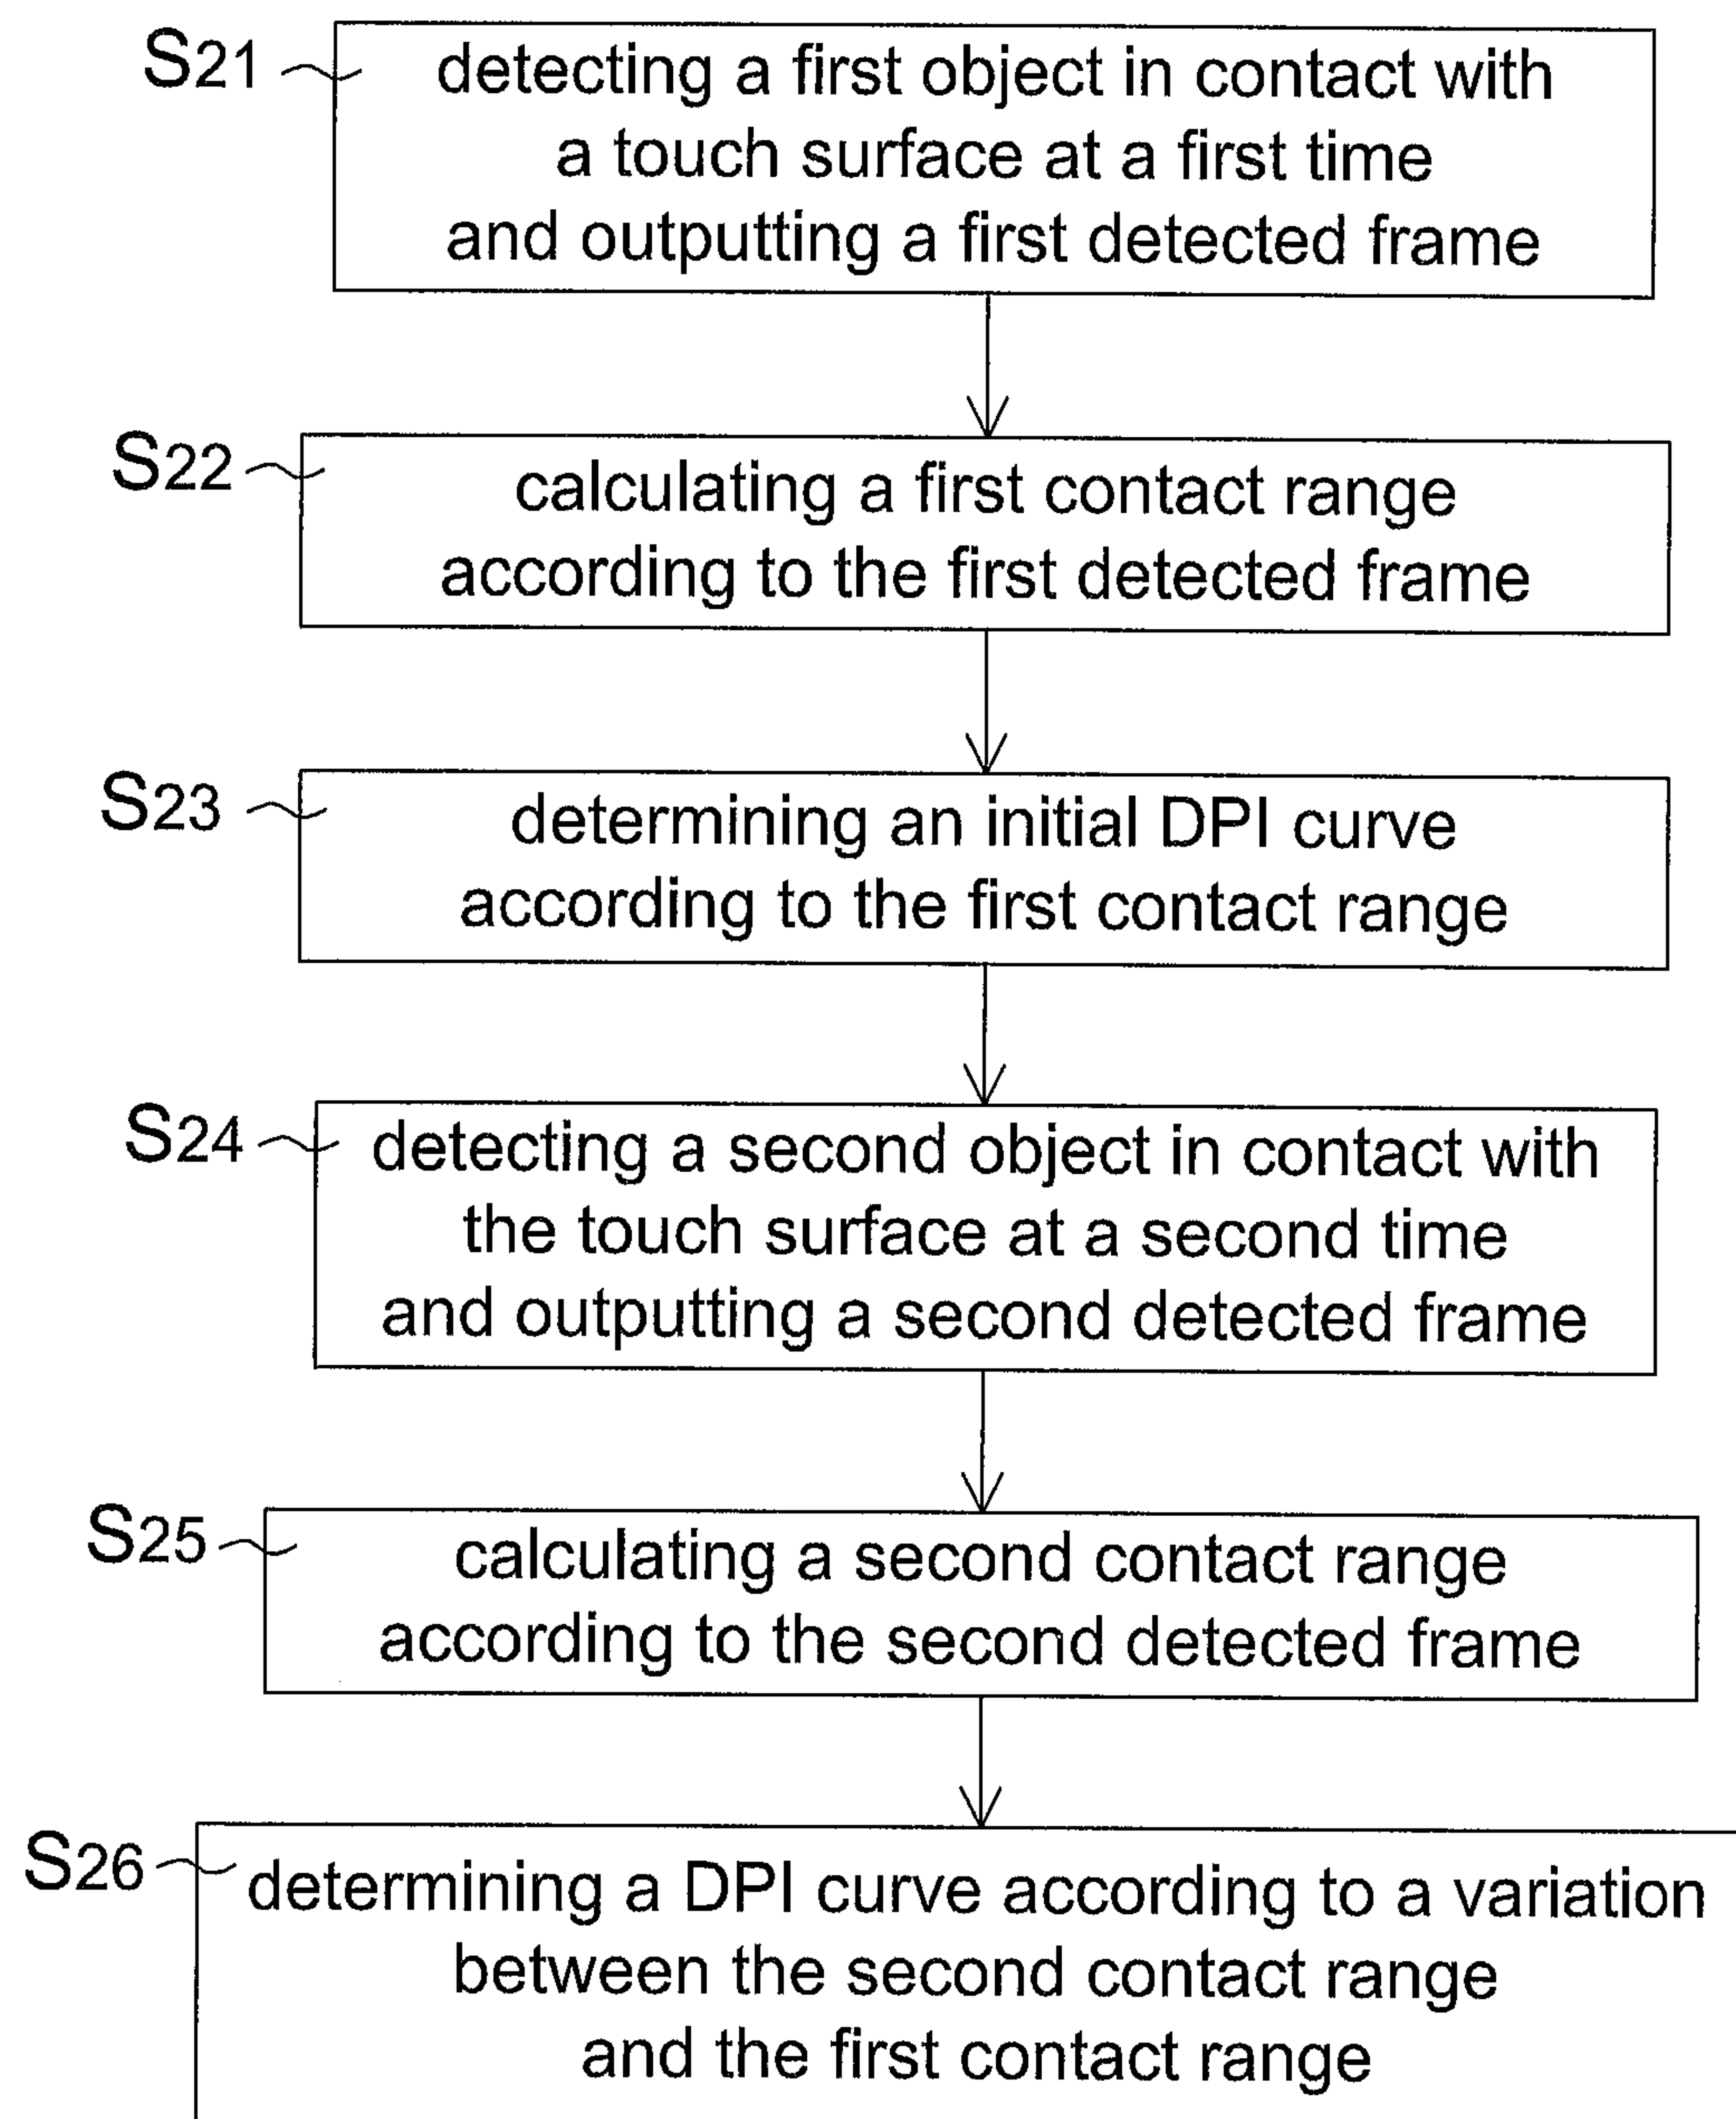 S21
detecting a first object in contact with
a touch surface at a first time
and outputting a first detected frame
S22
calculating a first contact range
according to the first detected frame
S23
determining an initial DPI curve
according to the first contact range
S24
detecting a second object in contact with
the touch surface at a second time
and outputting a second detected frame
S25
calculating a second contact range
according to the second detected frame
S26
determining a DPI curve according to a variation
between the second contact range
and the first contact range